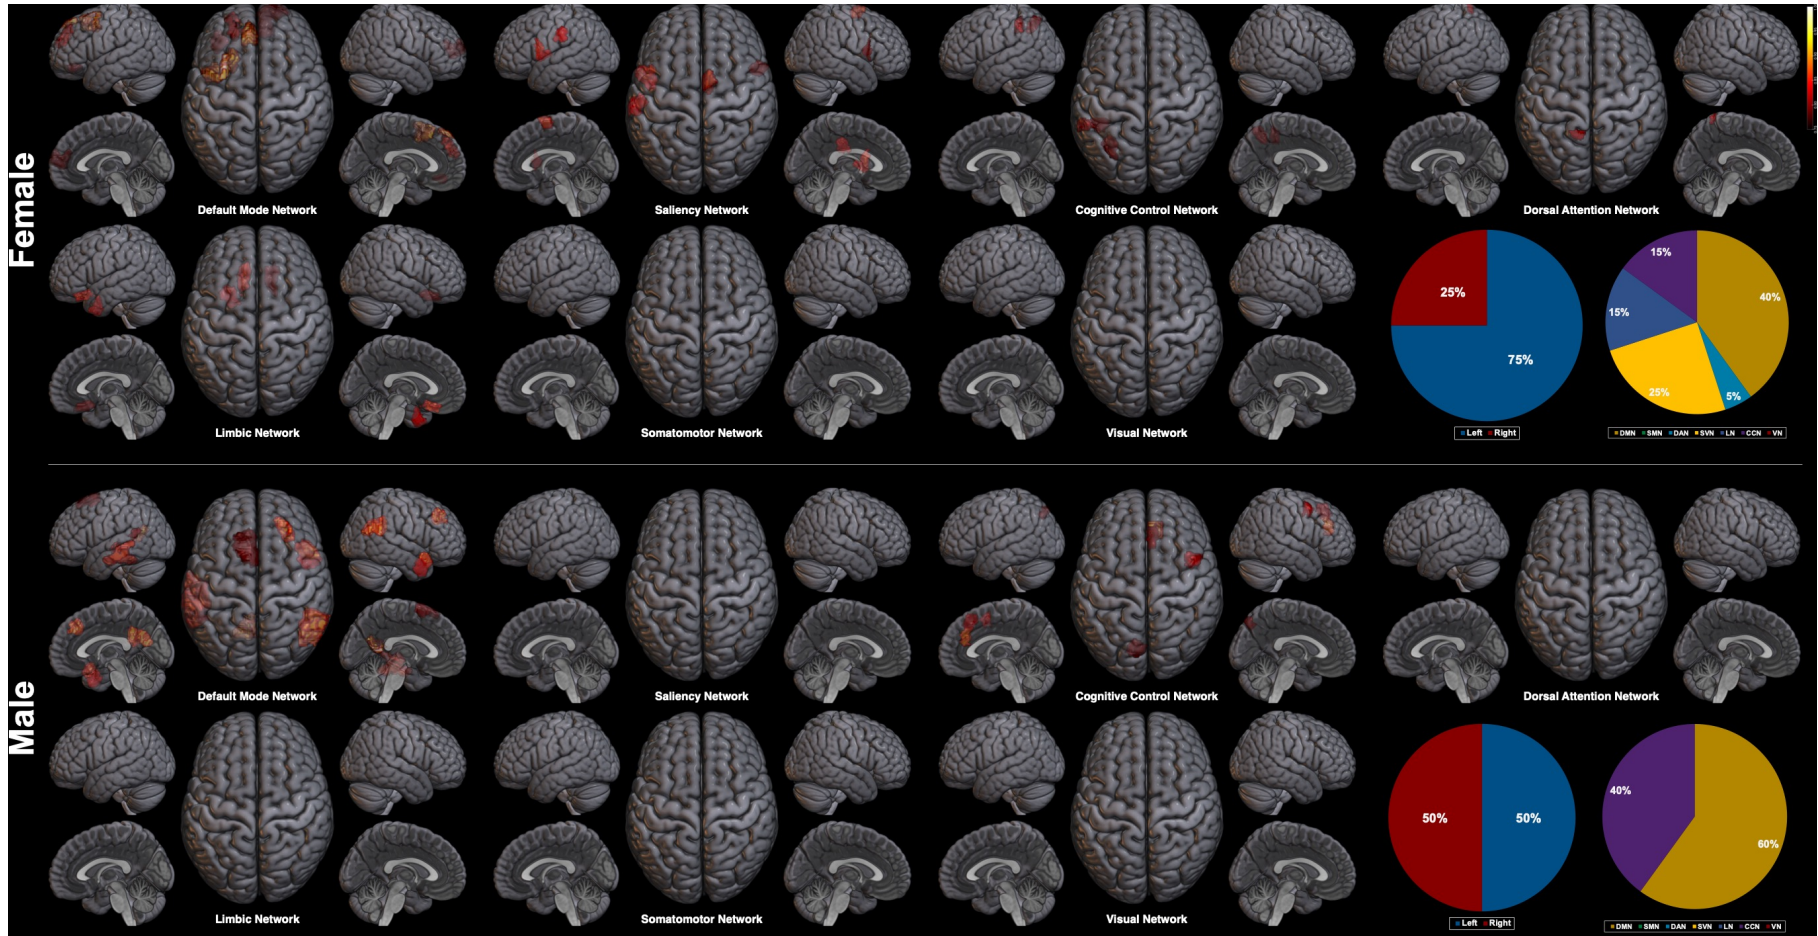 Female
Default Mode Network
Saliency Network
Cognitive Control Network
Dorsal Attention Network
Limbic Network
Somatomotor Network
Visual Network
25%
75%
Left Right
15%
40%
15%
25%
5%
DMN SMN DAN SVN LN CCN VN
Male
Default Mode Network
Saliency Network
Cognitive Control Network
Dorsal Attention Network
Limbic Network
Somatomotor Network
Visual Network
50%
50%
Left Right
40%
60%
DMN SMN DAN SVN LN CCN VN